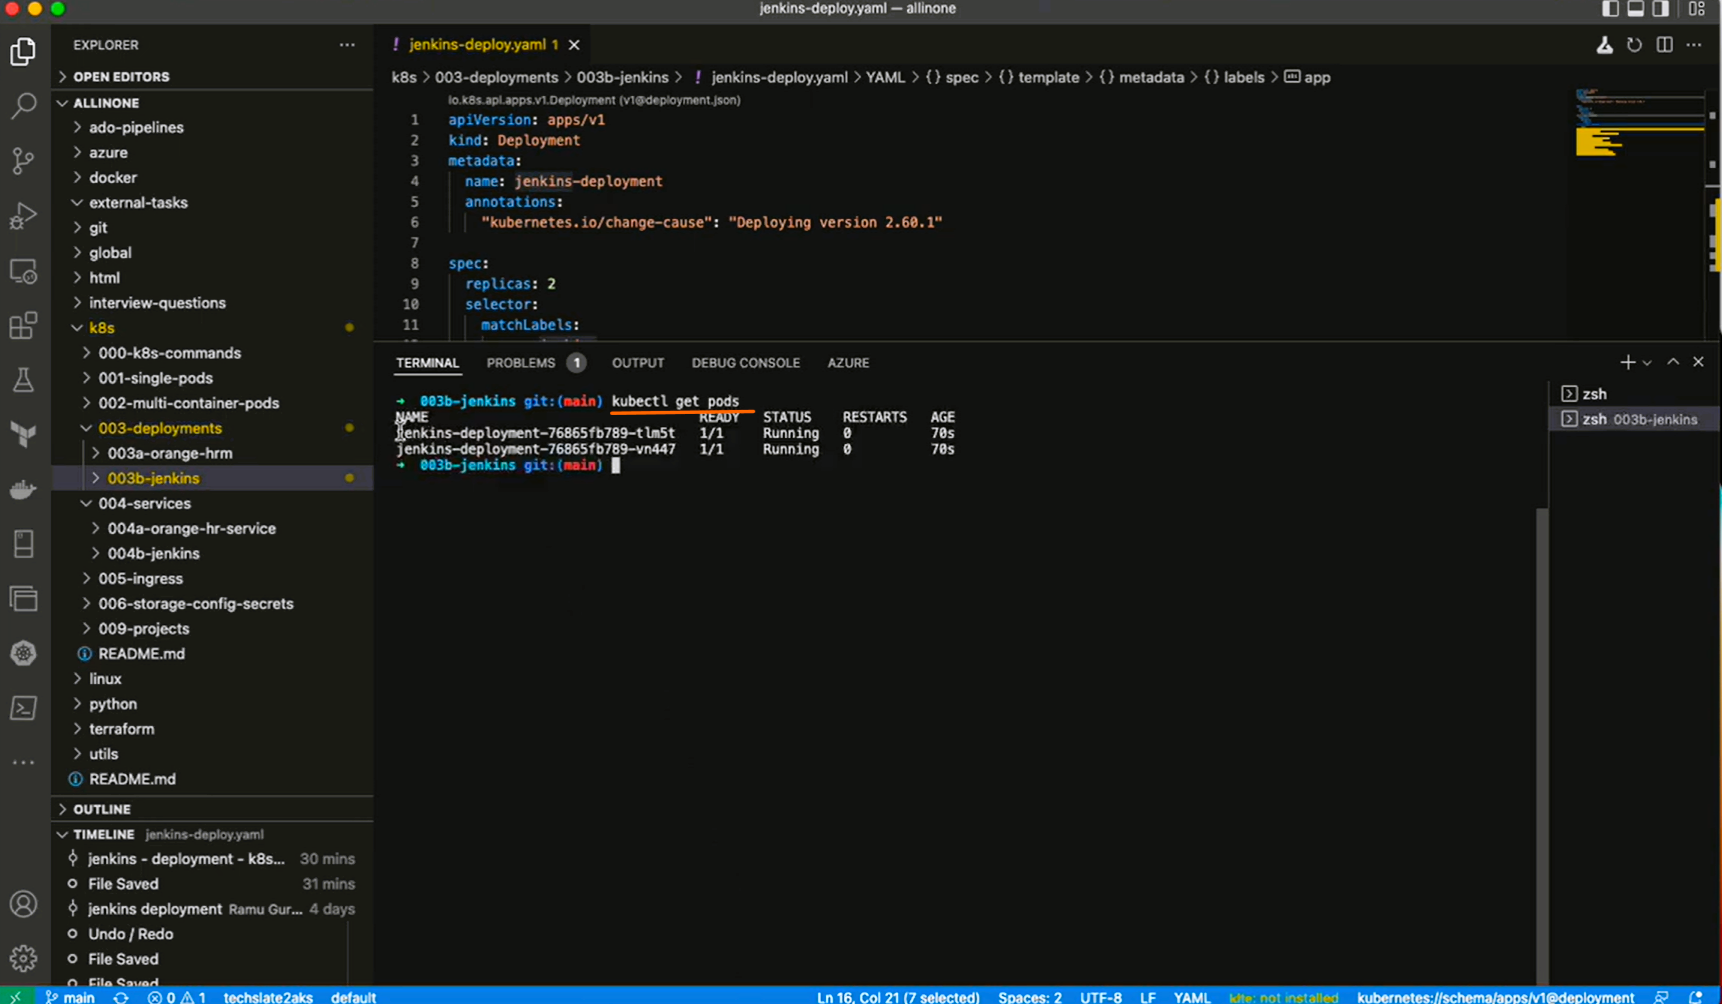 jenkins-deploy.yaml — allinone
EXPLORER
OPEN EDITORS
ALLINONE
ado-pipelines
azure
docker
external-tasks
git
global
html
interview-questions
k8s
000-k8s-commands
001-single-pods
002-multi-container-pods
003-deployments
003a-orange-hrm
003b-jenkins
004-services
004a-orange-hr-service
004b-jenkins
005-ingress
006-storage-config-secrets
009-projects
README.md
linux
python
terraform
utils
README.md
OUTLINE
TIMELINE jenkins-deploy.yaml
jenkins - deployment - k8s... 30 mins
File Saved 31 mins
jenkins deployment Ramu Gur... 4 days
Undo / Redo
File Saved
File Saved
! jenkins-deploy.yaml 1
k8s > 003-deployments > 003b-jenkins > ! jenkins-deploy.yaml > YAML > {} spec > {} template > {} metadata > {} labels > app
io.k8s.api.apps.v1.Deployment (v1@deployment.json)
1 apiVersion: apps/v1
2 kind: Deployment
3 metadata:
4 name: jenkins-deployment
5 annotations:
6 "kubernetes.io/change-cause": "Deploying version 2.60.1"
7
8 spec:
9 replicas: 2
10 selector:
11 matchLabels:
TERMINAL PROBLEMS 1 OUTPUT DEBUG CONSOLE AZURE
→ 003b-jenkins git:(main) kubectl get pods
NAME READY STATUS RESTARTS AGE
jenkins-deployment-76865fb789-tlm5t 1/1 Running 0 70s
jenkins-deployment-76865fb789-vn447 1/1 Running 0 70s
→ 003b-jenkins git:(main)
zsh
zsh 003b-jenkins
main 0 1 techslate2aks default Ln 16, Col 21 (7 selected) Spaces: 2 UTF-8 LF YAML kite: not installed kubernetes://schema/apps/v1@deployment